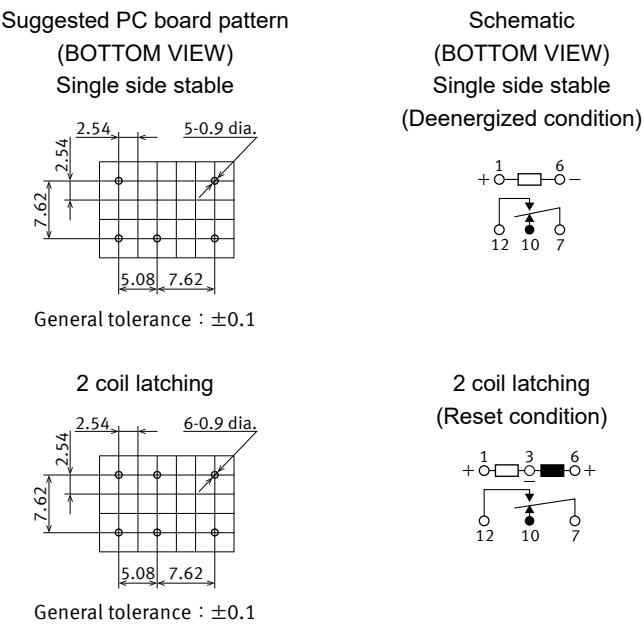 Suggested PC board pattern
(BOTTOM VIEW)
Single side stable
2.54
5-0.9 dia.
2.54
7.62
5.08
7.62
General tolerance：±0.1
Schematic
(BOTTOM VIEW)
Single side stable
(Deenergized condition)
1 6
+ −
12 10 7
2 coil latching
2.54
6-0.9 dia.
2.54
7.62
5.08
7.62
General tolerance：±0.1
2 coil latching
(Reset condition)
1 3 6
+ − +
12 10 7